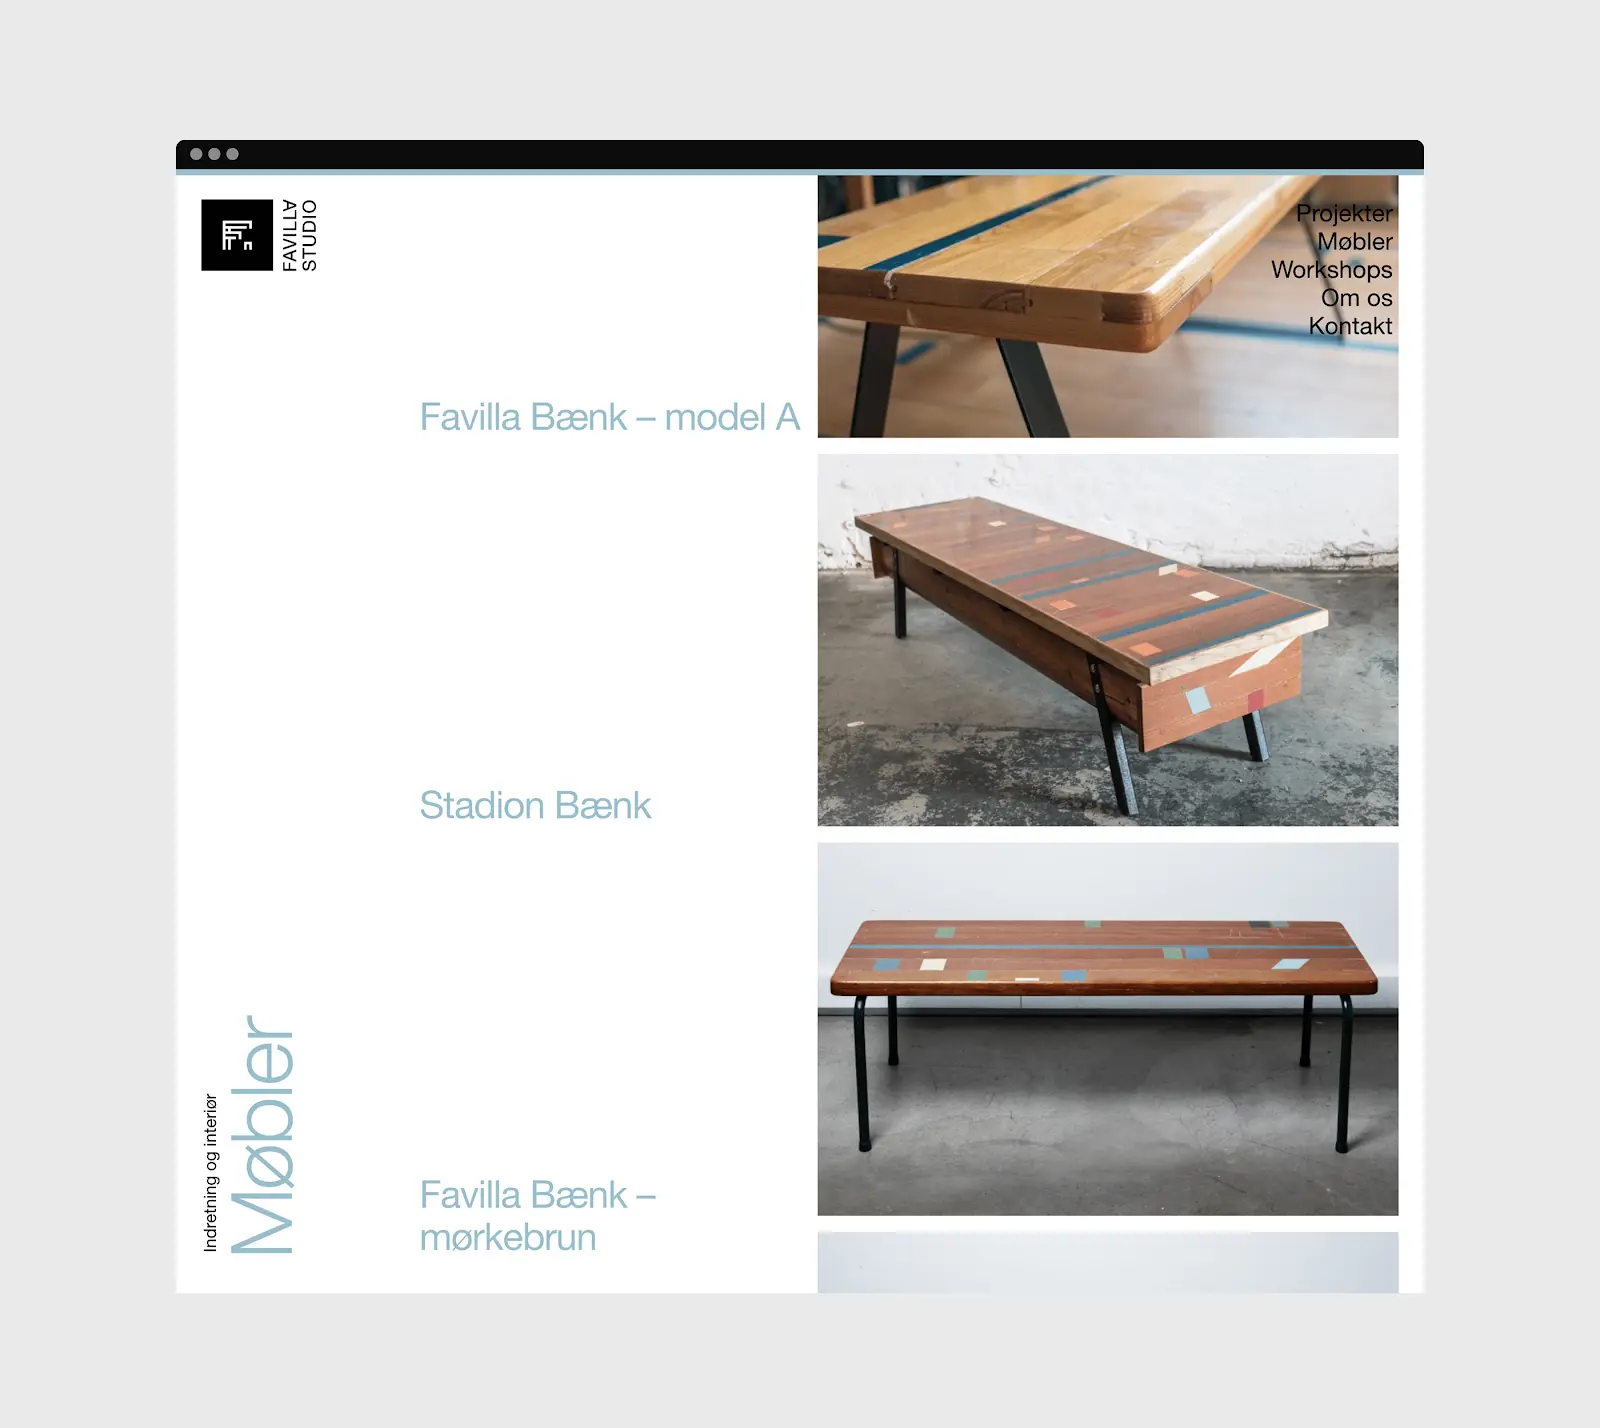 FAVILLA
STUDIO
Projekter
Møbler
Workshops
Om os
Kontakt
Favilla Bænk – model A
Stadion Bænk
Favilla Bænk –
mørkebrun
Indretning og interiør
Møbler